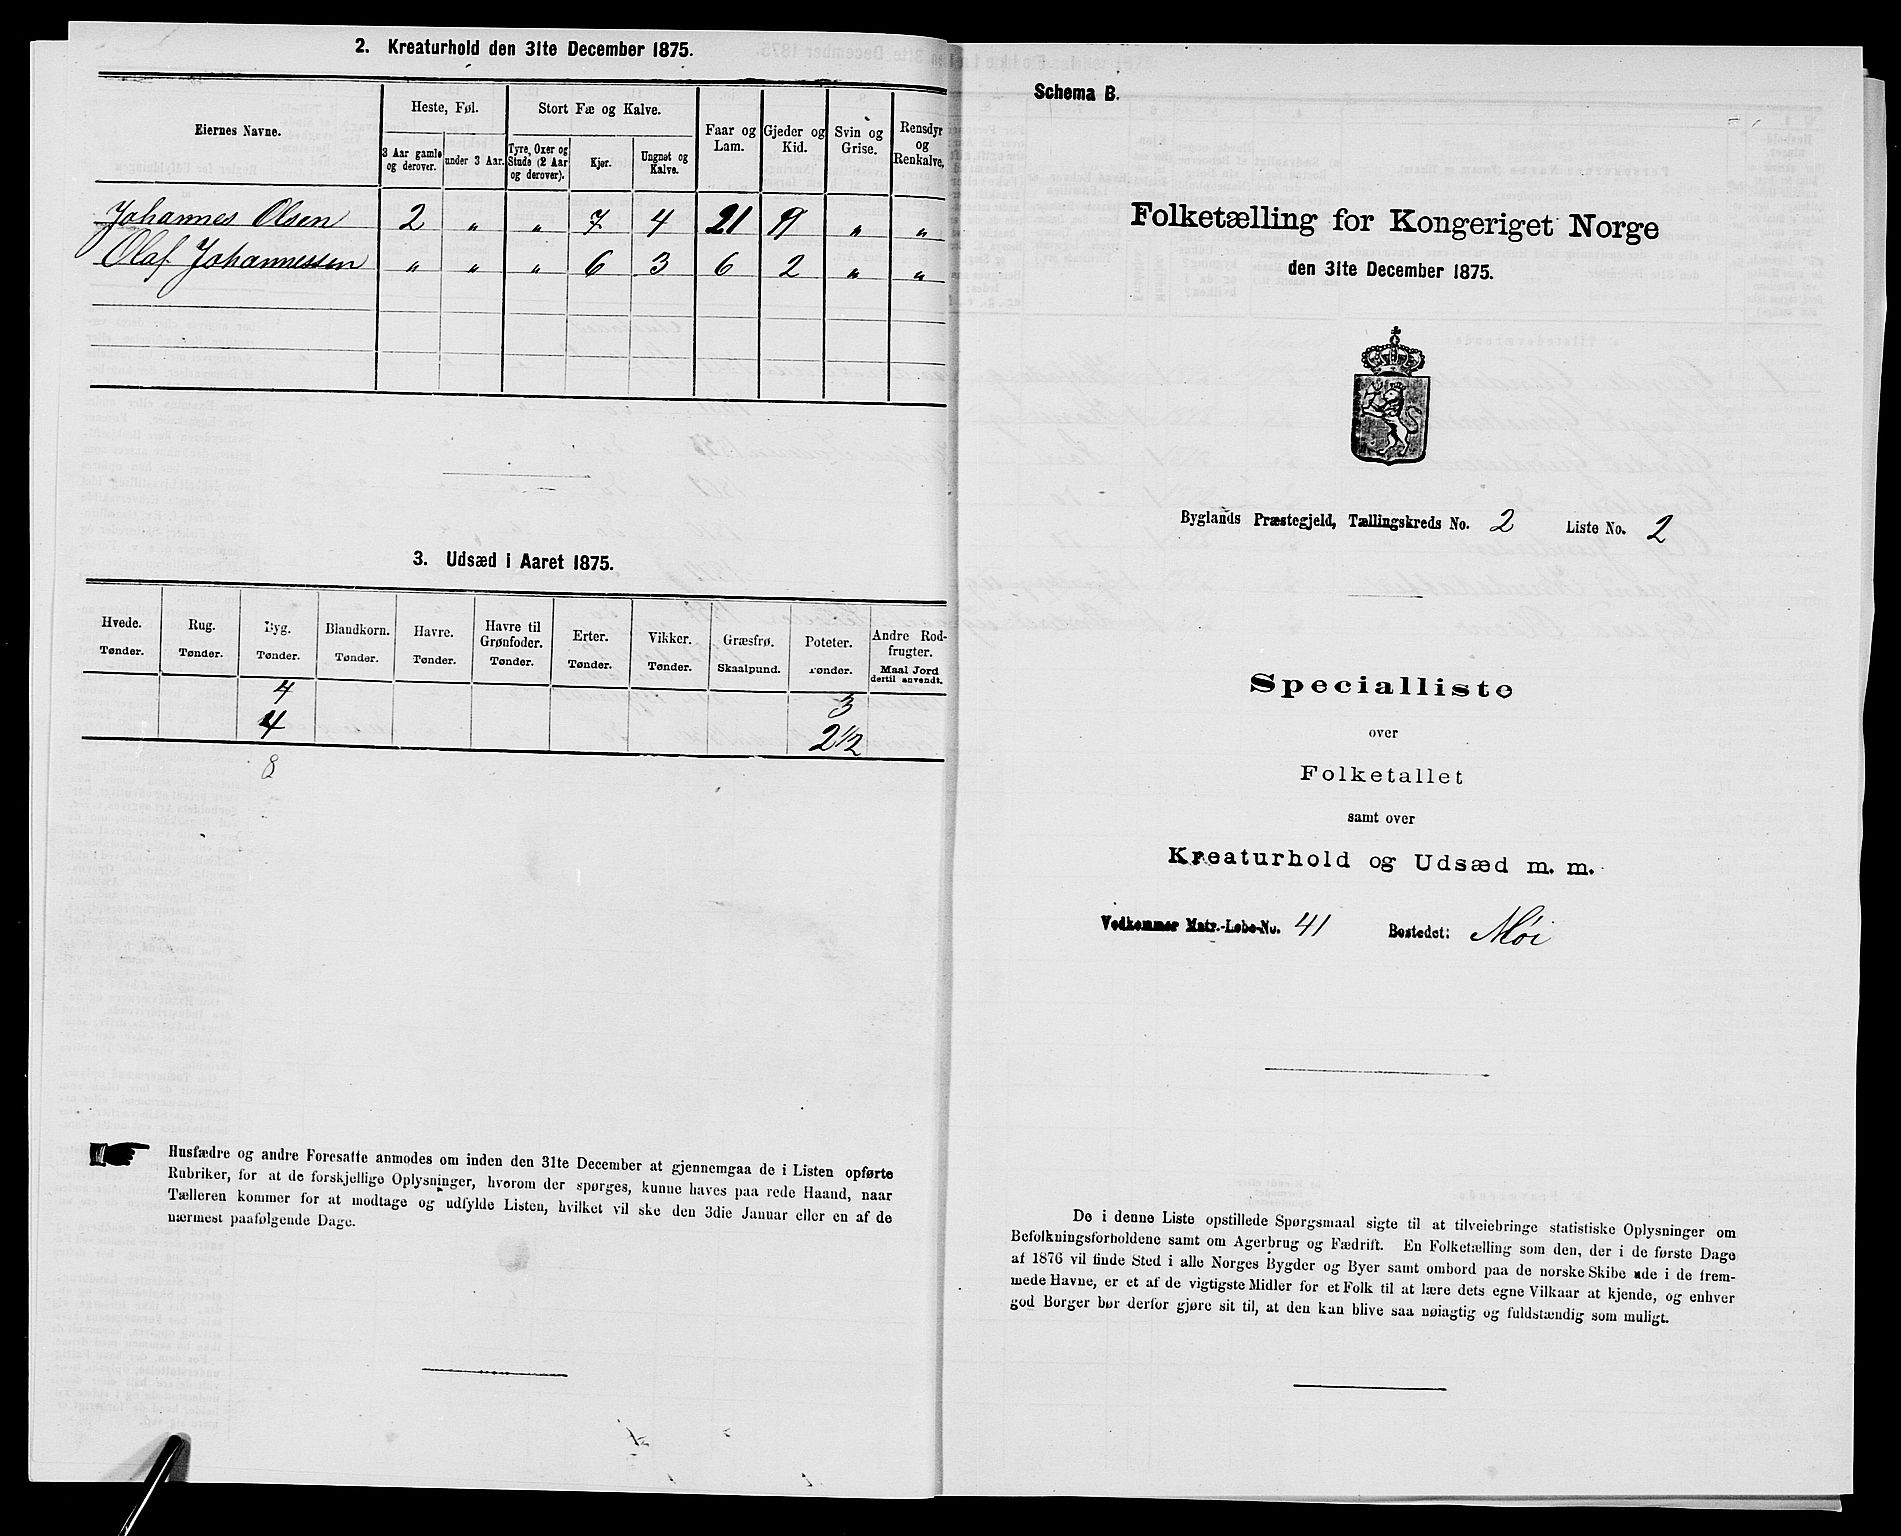 2. Kreaturhold den 31te December 1875.
Eiernes Navne.
Heste, Føl.
Stort Fæ og Kalve.
Faar og Lam.
Gjeder og Kid.
Svin og Grise.
Rensdyr og Renkalve.
3 Aar gamle og derover.
under 3 Aar.
Tyre, Oxer og Stude (2 Aar og derover).
Kjør.
Ungnøt og Kalve.
Johannes Olsen 2 " " 7 4 21 " "
Olaf Johannessen " " " 6 3 6 2 " "
3. Udsæd i Aaret 1875.
Hvede. Tønder.
Rug. Tønder.
Byg. Tønder.
Blandkorn. Tønder.
Havre. Tønder.
Havre til Grønfoder. Tønder.
Erter. Tønder.
Vikker. Tønder.
Græsfrø. Skaalpund.
Poteter. Tønder.
Andre Rodfrugter. Maal Jord dertil anvendt.
4 3
4 2 1/2
8
Husfædre og andre Foresatte anmodes om inden den 31te December at gjennemgaa de i Listen opførte
Rubriker, for at de forskjellige Oplysninger, hvorom der spørges, kunne haves paa rede Haand, naar
Tælleren kommer for at modtage og udfylde Listen, hvilket vil ske den 3die Januar eller en af de
nærmest paafølgende Dage.
Schema B.
Folketælling for Kongeriget Norge
den 31te December 1875.
Byglands Præstegjeld, Tællingskreds No. 2 Liste No. 2
Specialliste
over
Folketallet
samt over
Kreaturhold og Udsæd m. m.
Vedkommer Matr.-Løbe-No. 41 Bostedet: Møi
De i denne Liste opstillede Spørgsmaal sigte til at tilveiebringe statistiske Oplysninger om
Befolkningsforholdene samt om Agerbrug og Fædrift. En Folketælling som den, der i de første Dage
af 1876 vil finde Sted i alle Norges Bygder og Byer samt ombord paa de norske Skibe ude i de frem-
mede Havne, er et af de vigtigste Midler for et Folk til at lære dets egne Vilkaar at kjende, og enhver
god Borger bør derfor gjøre sit til, at den kan blive saa nøiagtig og fuldstændig som muligt.